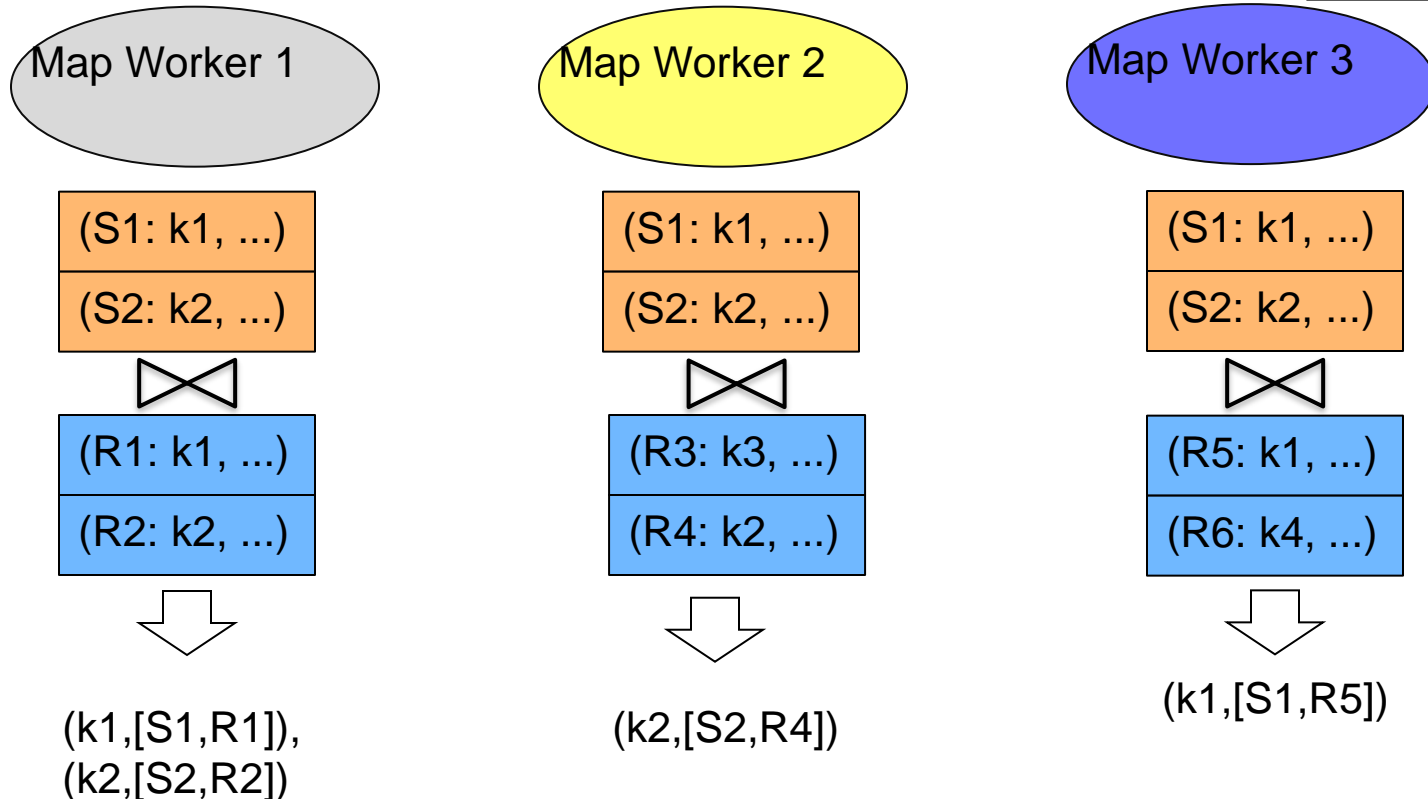 Map Worker 1
Map Worker 2
Map Worker 3
(S1: k1, ...)
(S2: k2, ...)
(S1: k1, ...)
(S2: k2, ...)
(S1: k1, ...)
(S2: k2, ...)
(R1: k1, ...)
(R2: k2, ...)
(R3: k3, ...)
(R4: k2, ...)
(R5: k1, ...)
(R6: k4, ...)
(k1,[S1,R1]),
(k2,[S2,R2])
(k2,[S2,R4])
(k1,[S1,R5])